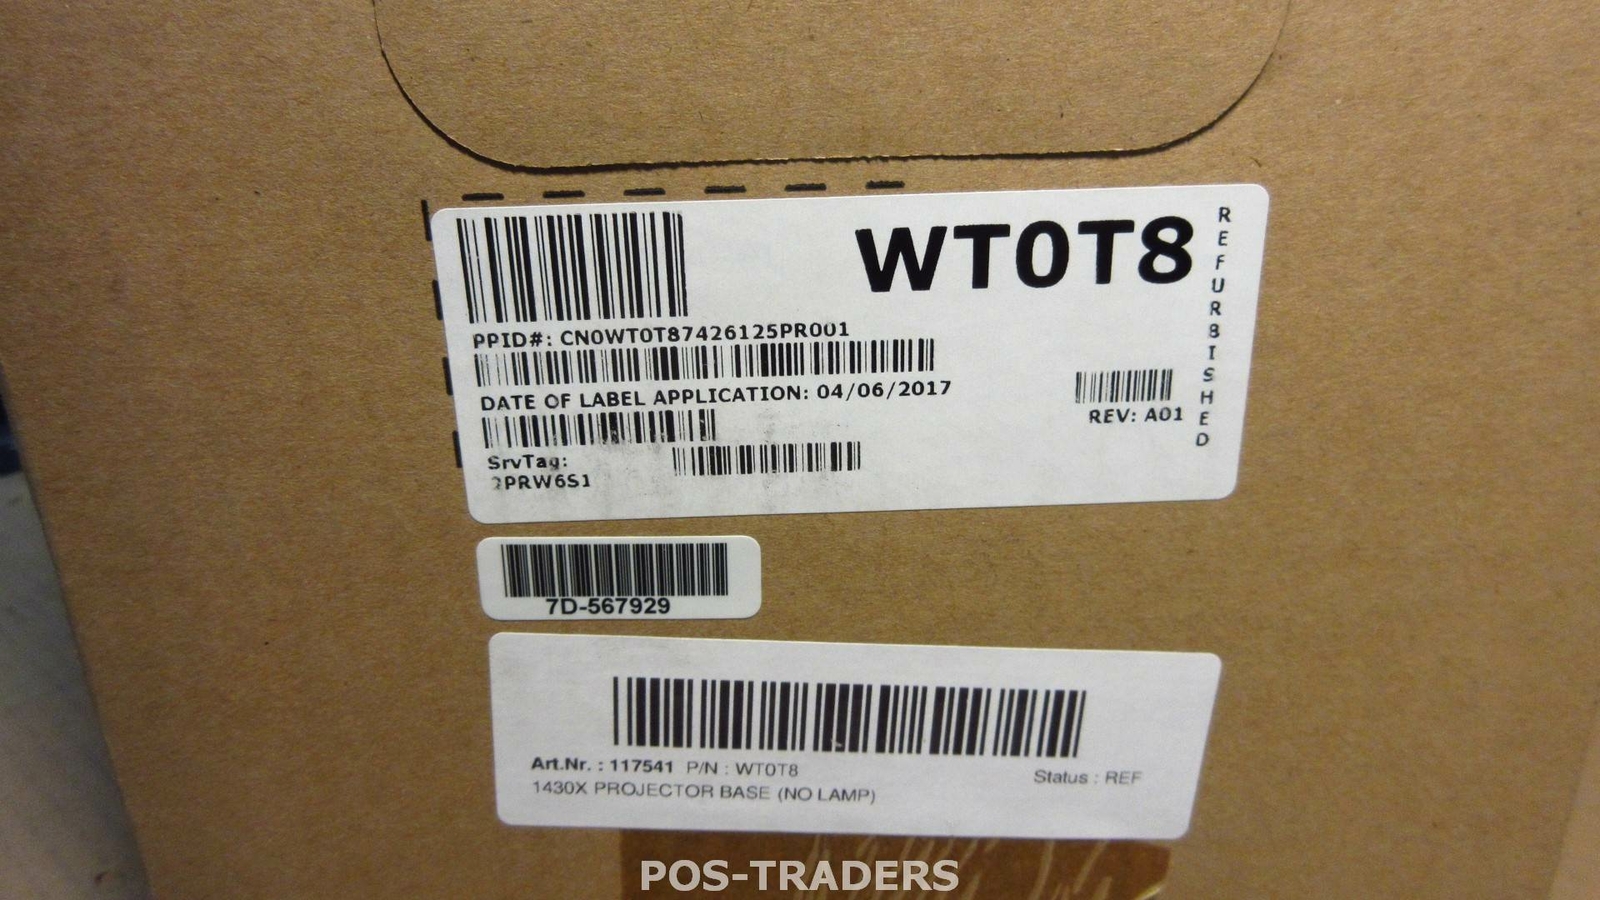 WT0T8
REFURBISHED
PPID#: CN0WT0T87426125PR001
DATE OF LABEL APPLICATION: 04/06/2017
REV: A01
SrvTag:
2PRW6S1
7D-567929
Art.Nr. : 117541 P/N : WT0T8
Status : REF
1430X PROJECTOR BASE (NO LAMP)
POS-TRADERS